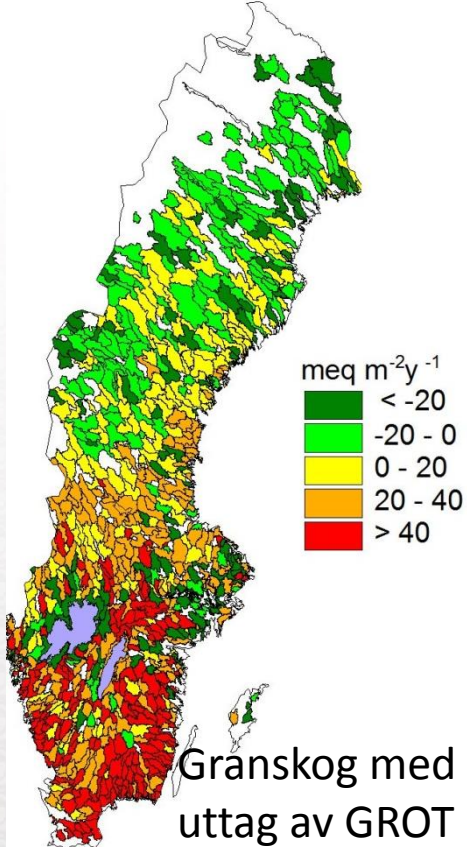 meq m⁻²y ⁻¹
< -20
-20 - 0
0 - 20
20 - 40
> 40
Granskog med
uttag av GROT